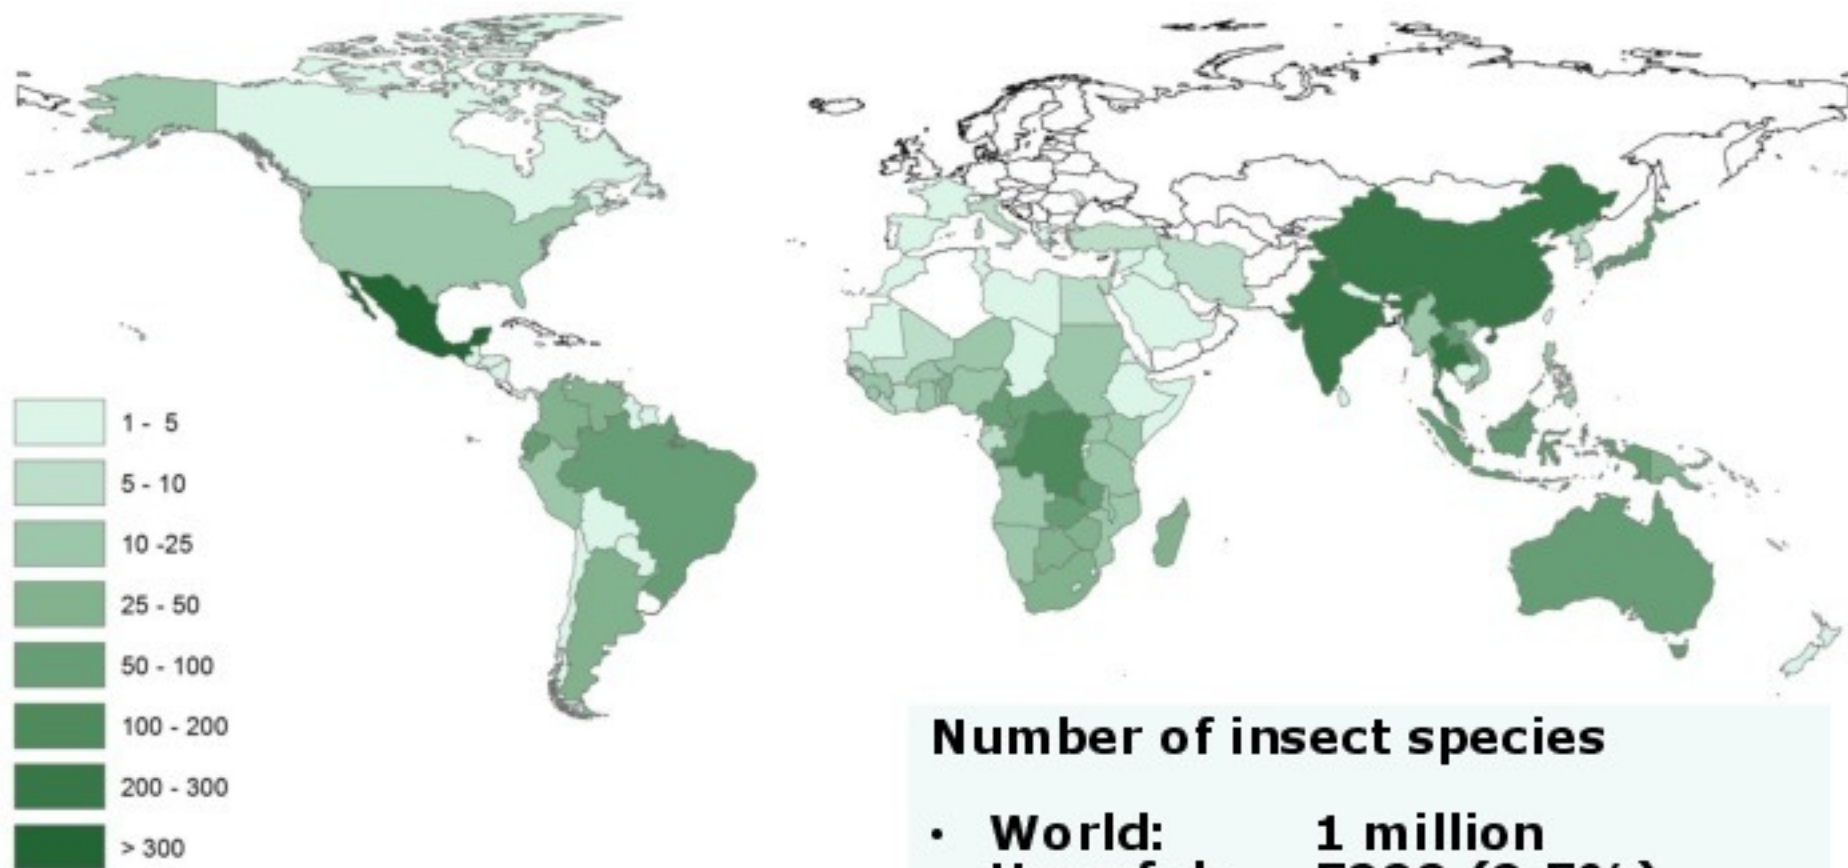 1 - 5
5 - 10
10 -25
25 - 50
50 - 100
100 - 200
200 - 300
> 300
Number of insect species
• World: 1 million